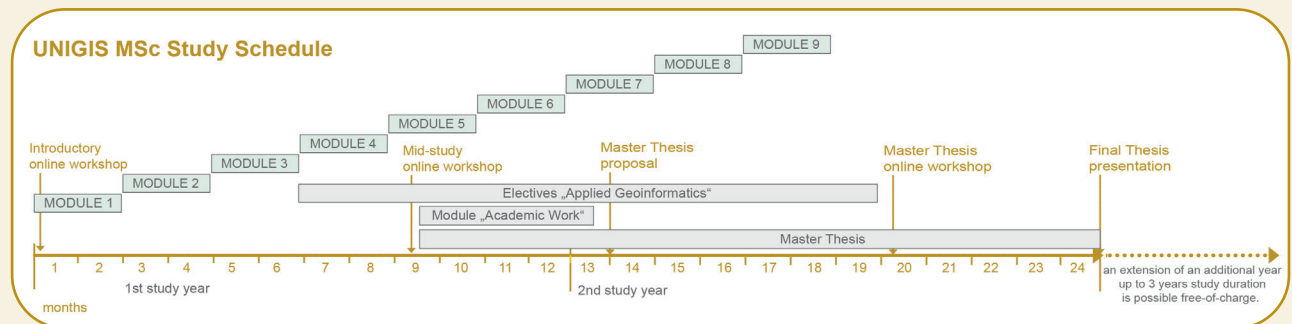 UNIGIS MSc Study Schedule
MODULE 9
MODULE 8
MODULE 7
MODULE 6
MODULE 5
MODULE 4
MODULE 3
MODULE 2
MODULE 1
Introductory
online workshop
Mid-study
online workshop
Master Thesis
proposal
Master Thesis
online workshop
Final Thesis
presentation
Electives „Applied Geoinformatics“
Module „Academic Work“
Master Thesis
1 2 3 4 5 6 7 8 9 10 11 12 13 14 15 16 17 18 19 20 21 22 23 24
1st study year
2nd study year
months
an extension of an additional year
up to 3 years study duration
is possible free-of-charge.